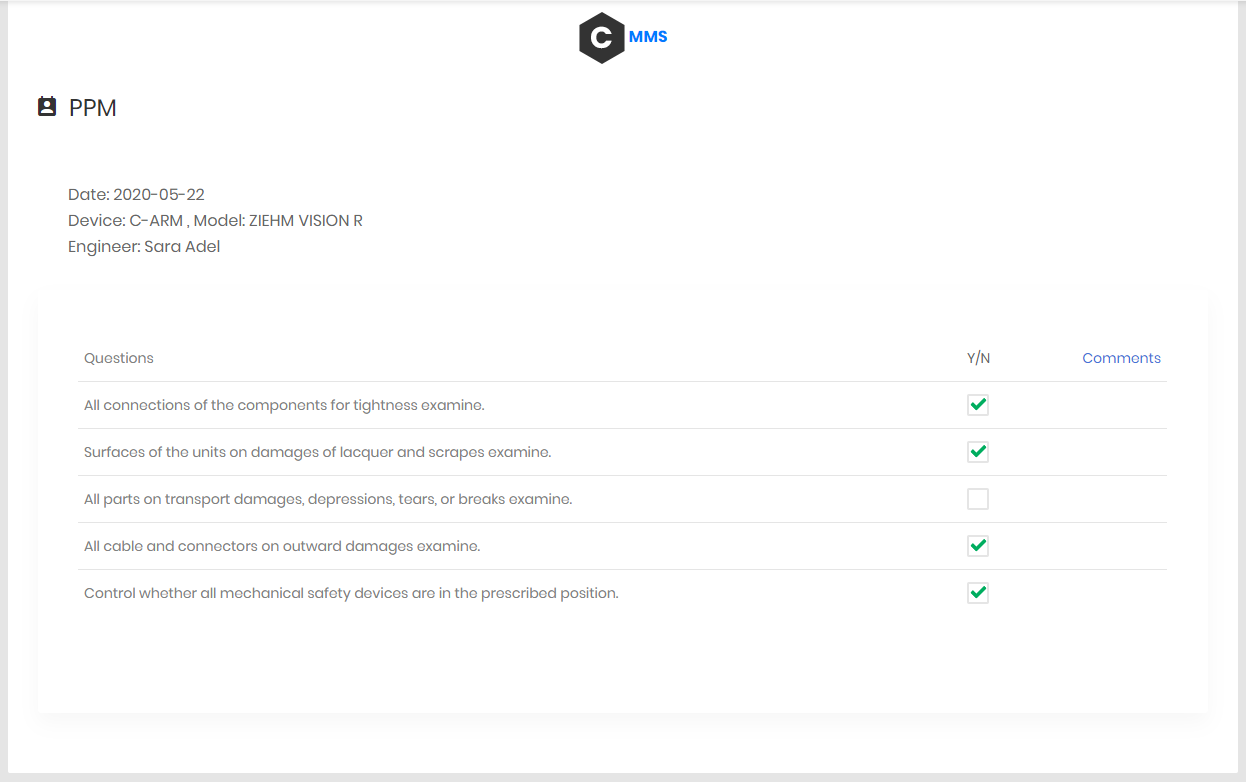 C MMS
PPM
Date: 2020-05-22
Device: C-ARM , Model: ZIEHM VISION R
Engineer: Sara Adel
Questions Y/N Comments
All connections of the components for tightness examine.
Surfaces of the units on damages of lacquer and scrapes examine.
All parts on transport damages, depressions, tears, or breaks examine.
All cable and connectors on outward damages examine.
Control whether all mechanical safety devices are in the prescribed position.